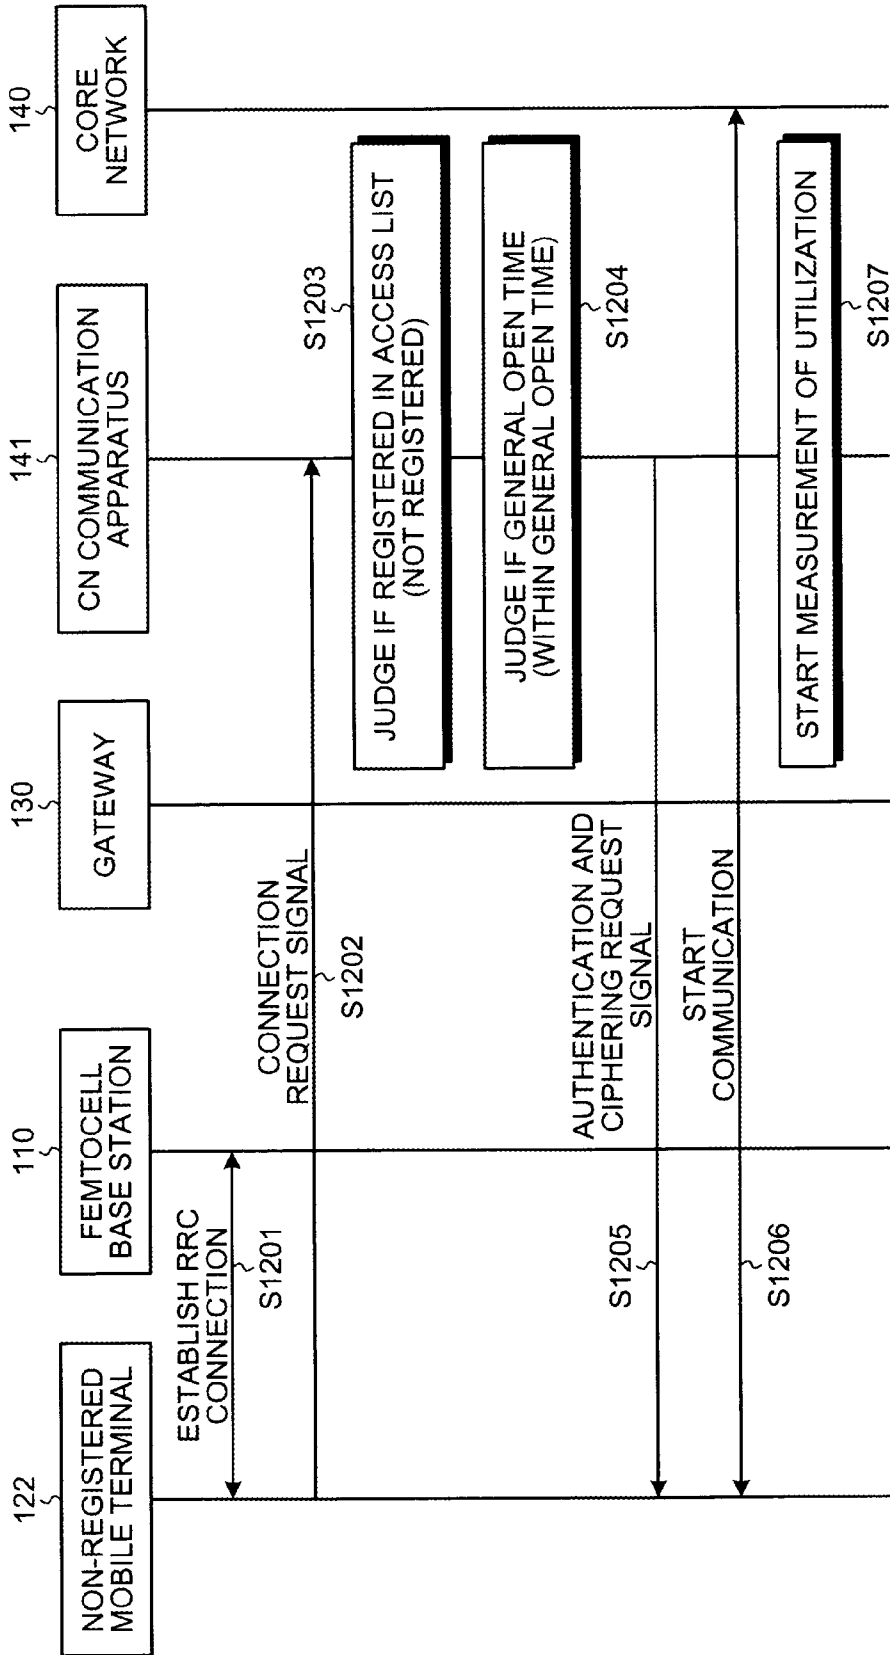 122
NON-REGISTERED
MOBILE TERMINAL
110
FEMTOCELL
BASE STATION
130
GATEWAY
141
CN COMMUNICATION
APPARATUS
140
CORE
NETWORK
ESTABLISH RRC
CONNECTION
S1201
CONNECTION
REQUEST SIGNAL
S1202
JUDGE IF REGISTERED IN ACCESS LIST
(NOT REGISTERED)
S1203
JUDGE IF GENERAL OPEN TIME
(WITHIN GENERAL OPEN TIME)
S1204
AUTHENTICATION AND
CIPHERING REQUEST
SIGNAL
S1205
START
COMMUNICATION
S1206
START MEASUREMENT OF UTILIZATION
S1207